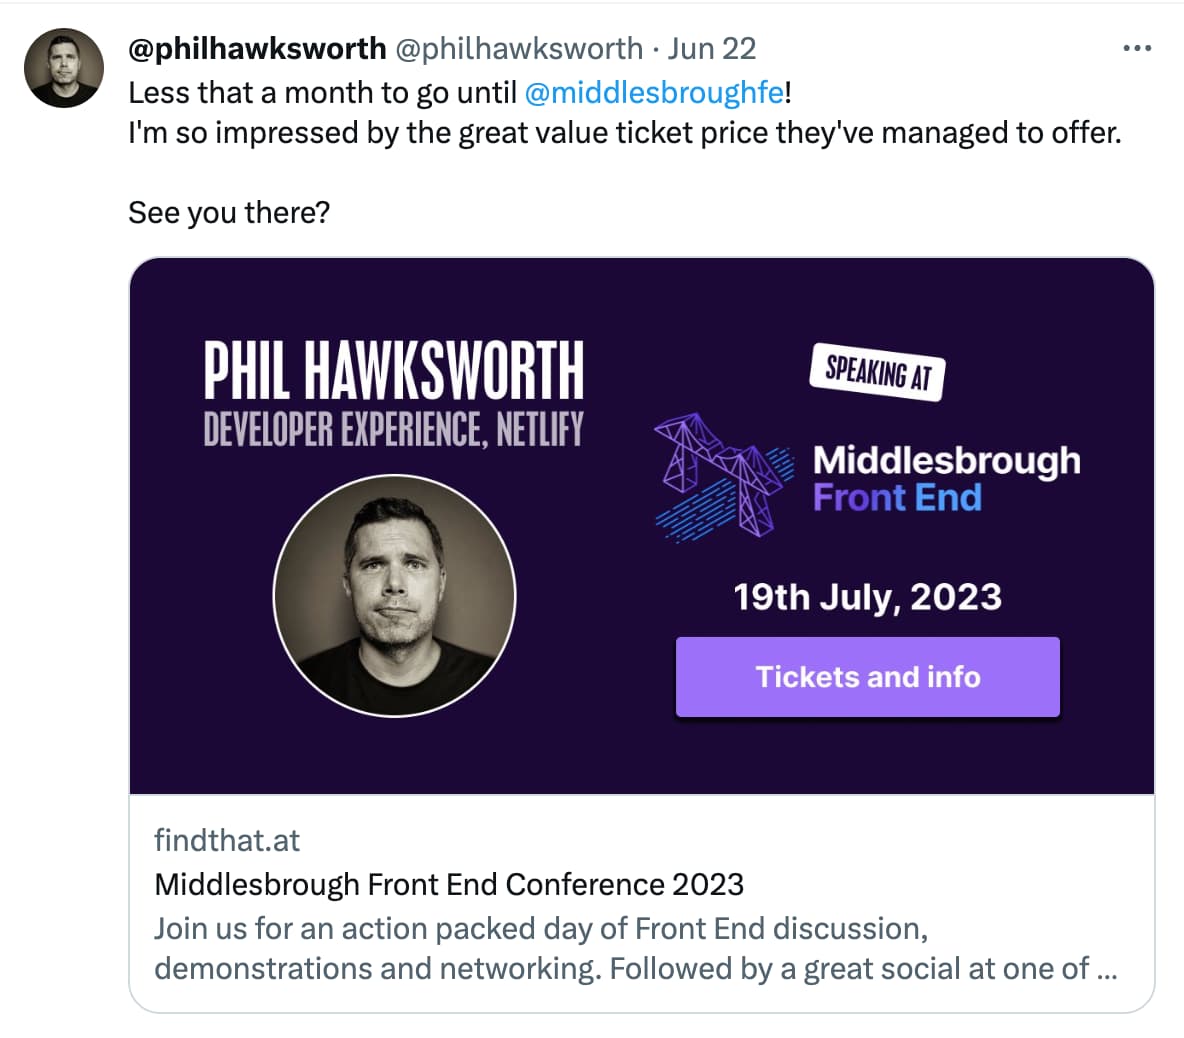 @philhawksworth @philhawksworth · Jun 22
Less that a month to go until @middlesbroughfe!
I'm so impressed by the great value ticket price they've managed to offer.
See you there?
PHIL HAWKSWORTH
DEVELOPER EXPERIENCE, NETLIFY
SPEAKING AT
Middlesbrough
Front End
19th July, 2023
Tickets and info
findthat.at
Middlesbrough Front End Conference 2023
Join us for an action packed day of Front End discussion,
demonstrations and networking. Followed by a great social at one of ...